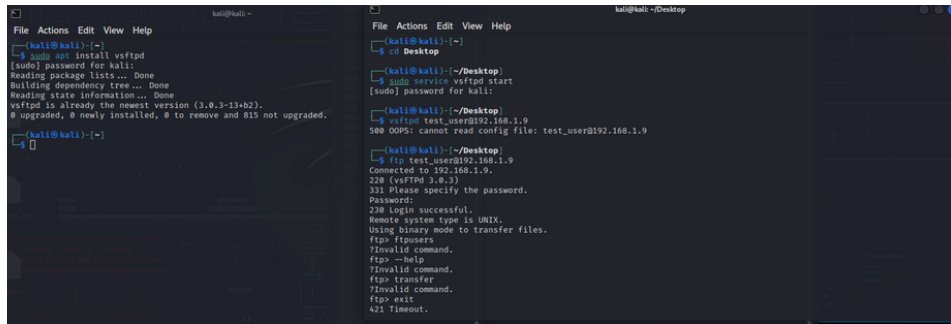 kali@kali: ~
File Actions Edit View Help
┌──(kali㉿kali)-[~]
└─$ sudo apt install vsftpd
[sudo] password for kali:
Reading package lists... Done
Building dependency tree... Done
Reading state information... Done
vsftpd is already the newest version (3.0.3-13+b2).
0 upgraded, 0 newly installed, 0 to remove and 815 not upgraded.
┌──(kali㉿kali)-[~]
└─$
kali@kali: ~/Desktop
File Actions Edit View Help
┌──(kali㉿kali)-[~]
└─$ cd Desktop
┌──(kali㉿kali)-[~/Desktop]
└─$ sudo service vsftpd start
[sudo] password for kali:
┌──(kali㉿kali)-[~/Desktop]
└─$ vsftpd test_user@192.168.1.9
500 OOPS: cannot read config file: test_user@192.168.1.9
┌──(kali㉿kali)-[~/Desktop]
└─$ ftp test_user@192.168.1.9
Connected to 192.168.1.9.
220 (vsFTPd 3.0.3)
331 Please specify the password.
Password:
230 Login successful.
Remote system type is UNIX.
Using binary mode to transfer files.
ftp> ftpusers
?Invalid command.
ftp> --help
?Invalid command.
ftp> transfer
?Invalid command.
ftp> exit
421 Timeout.